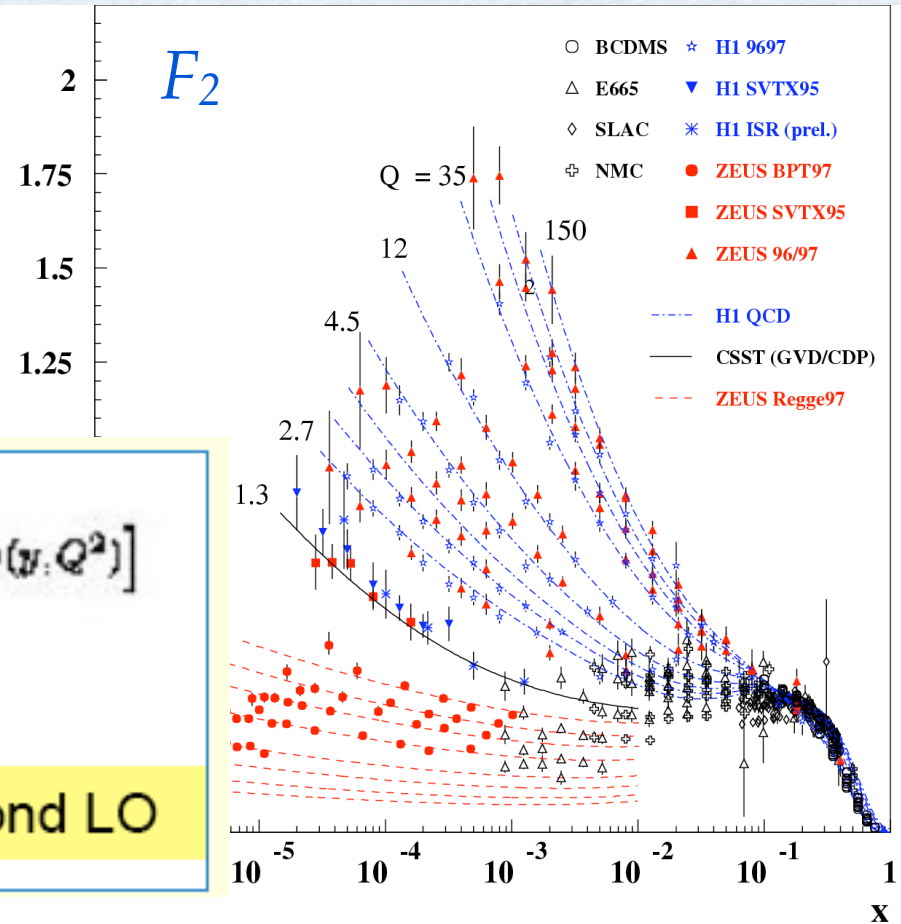 F2
2
1.75
1.5
1.25
BCDMS
E665
SLAC
NMC
H1 9697
H1 SVTX95
H1 ISR (prel.)
ZEUS BPT97
ZEUS SVTX95
ZEUS 96/97
H1 QCD
CSST (GVD/CDP)
ZEUS Regge97
Q = 35
2
150
12
4.5
2.7
1.3
(y,Q²)]
ond LO
10 -5
10 -4
10 -3
10 -2
10 -1
1
x